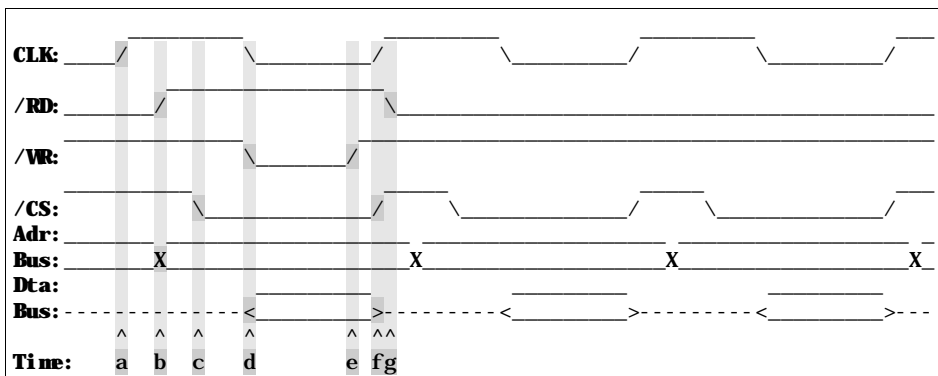 CLK:
/RD:
/WR:
/CS:
Adr:
Bus: X X X X
Dta:
Bus:
^ ^ ^ ^ ^ ^^
Time: a b c d e fg